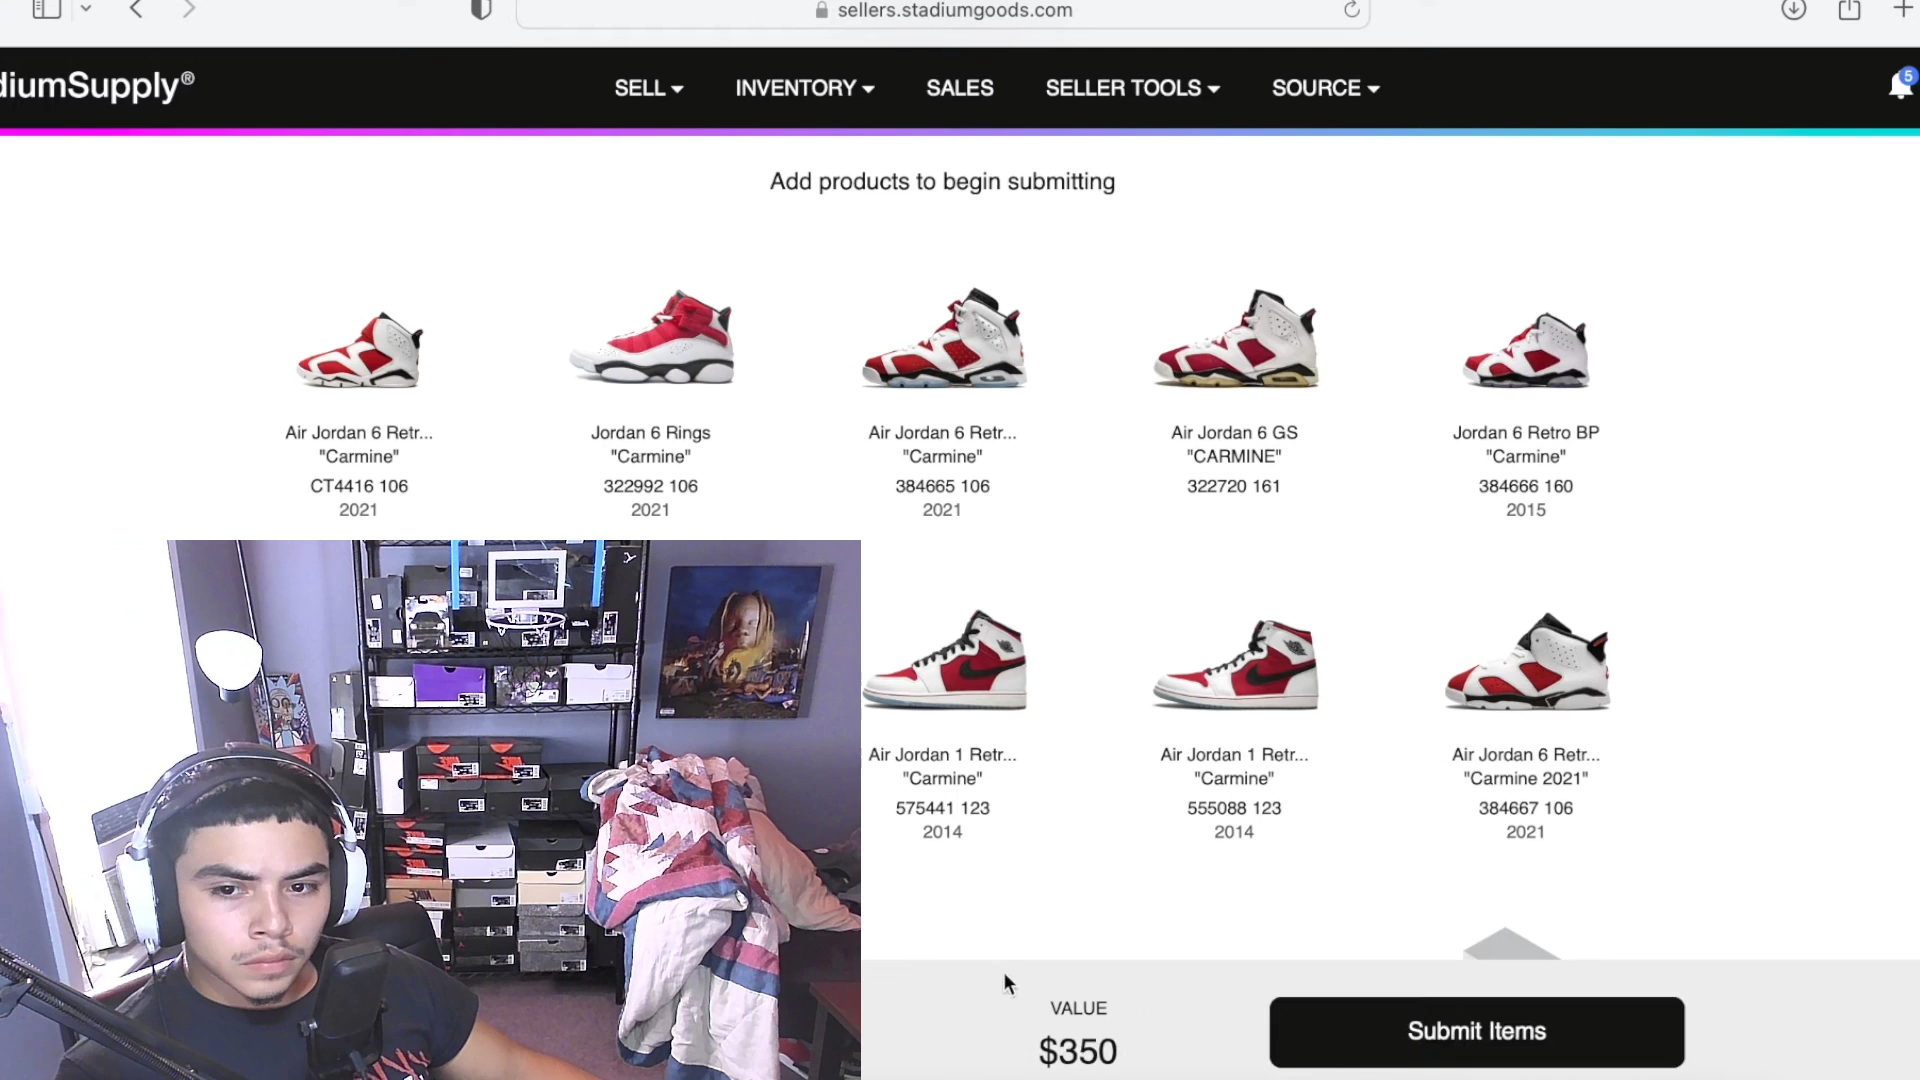 sellers.stadiumgoods.com
diumSupply®
SELL
INVENTORY
SALES
SELLER TOOLS
SOURCE
5
Add products to begin submitting
Air Jordan 6 Retr...
"Carmine"
CT4416 106
2021
Jordan 6 Rings
"Carmine"
322992 106
2021
Air Jordan 6 Retr...
"Carmine"
384665 106
2021
Air Jordan 6 GS
"CARMINE"
322720 161
Jordan 6 Retro BP
"Carmine"
384666 160
2015
Air Jordan 1 Retr...
"Carmine"
575441 123
2014
Air Jordan 1 Retr...
"Carmine"
555088 123
2014
Air Jordan 6 Retr...
"Carmine 2021"
384667 106
2021
VALUE
$350
Submit Items